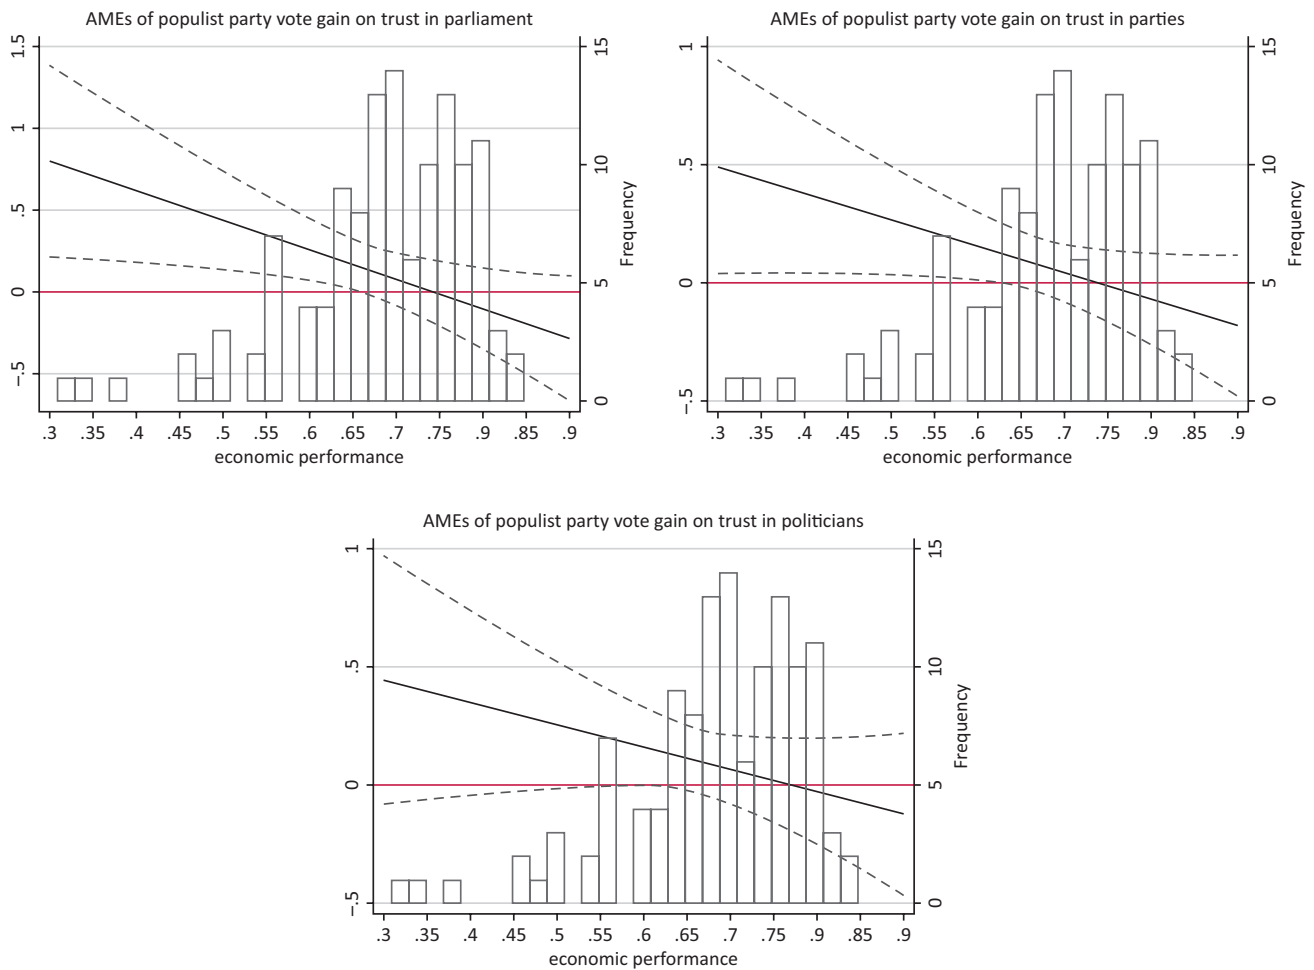 AMEs of populist party vote gain on trust in parliament
1.5
1
.5
0
–.5
15
10
5
0
Frequency
.3 .35 .4 .45 .5 .55 .6 .65 .7 .75 .9 .85 .9
economic performance
AMEs of populist party vote gain on trust in parties
1
.5
0
–.5
15
10
5
0
Frequency
.3 .35 .4 .45 .5 .55 .6 .65 .7 .75 .9 .85 .9
economic performance
AMEs of populist party vote gain on trust in politicians
1
.5
0
–.5
15
10
5
0
Frequency
.3 .35 .4 .45 .5 .55 .6 .65 .7 .75 .9 .85 .9
economic performance